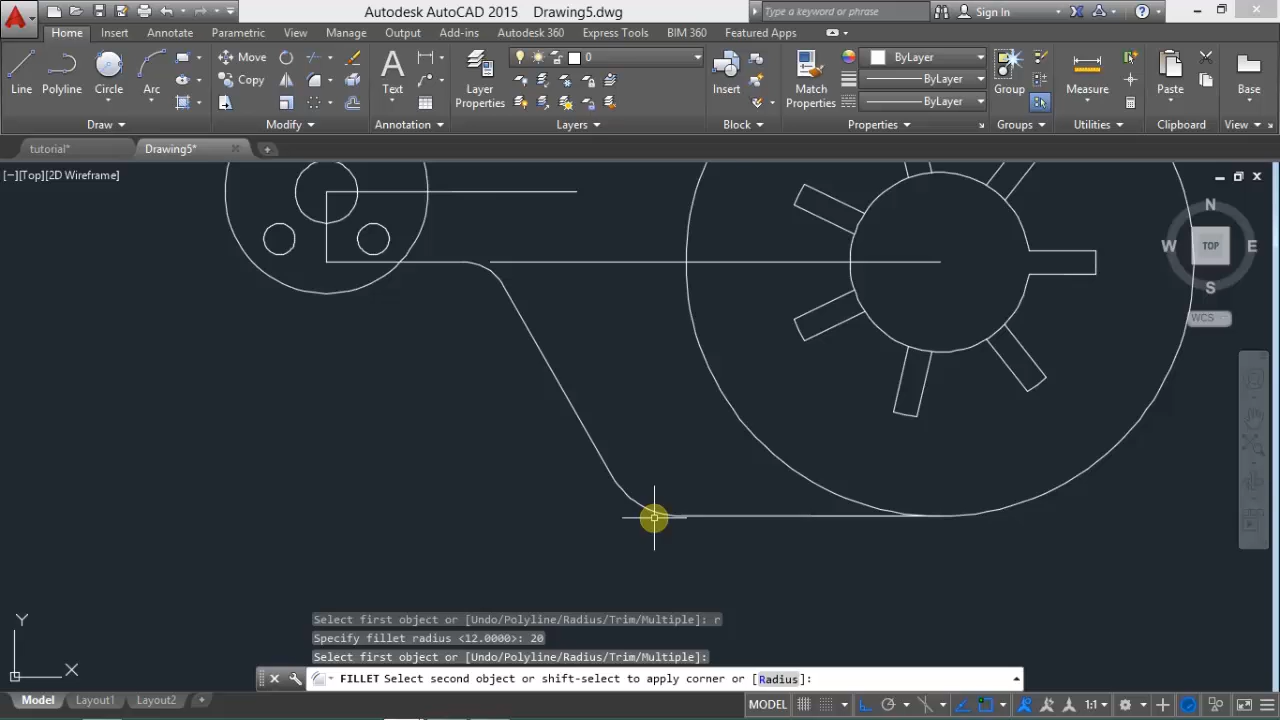 Autodesk AutoCAD 2015 Drawing5.dwg
Type a keyword or phrase
Sign In
Home Insert Annotate Parametric View Manage Output Add-ins Autodesk 360 Express Tools BIM 360 Featured Apps
Line Polyline Circle Arc
Draw
Move
Copy
Modify
Text
Annotation
Layer
Properties
0
Layers
Insert
Block
Match
Properties
ByLayer
ByLayer
ByLayer
Properties
Group
Groups
Measure
Utilities
Paste
Clipboard
Base
View
tutorial*
Drawing5*
[−][Top][2D Wireframe]
N
W TOP E
S
WCS
Y
X
Select first object or [Undo/Polyline/Radius/Trim/Multiple]: r
Specify fillet radius <12.0000>: 20
Select first object or [Undo/Polyline/Radius/Trim/Multiple]:
FILLET Select second object or shift-select to apply corner or [Radius]:
Model Layout1 Layout2 +
MODEL
1:1